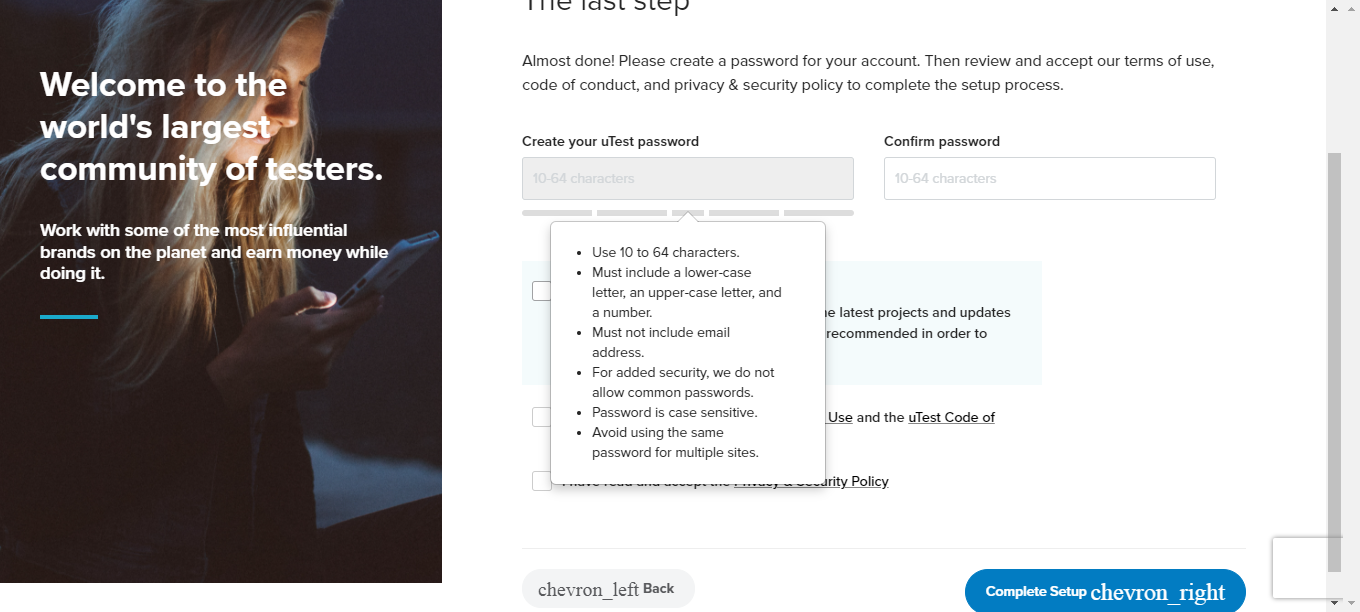 The last step
Welcome to the
world's largest
community of testers.
Work with some of the most influential
brands on the planet and earn money while
doing it.
Almost done! Please create a password for your account. Then review and accept our terms of use,
code of conduct, and privacy & security policy to complete the setup process.
Create your uTest password
Confirm password
10-64 characters
10-64 characters
Use 10 to 64 characters.
Must include a lower-case
letter, an upper-case letter, and
a number.
Must not include email
address.
For added security, we do not
allow common passwords.
Password is case sensitive.
Avoid using the same
password for multiple sites.
latest projects and updates
recommended in order to
Use and the uTest Code of
I have read and accept the Privacy & Security Policy
chevron_left Back
Complete Setup chevron_right